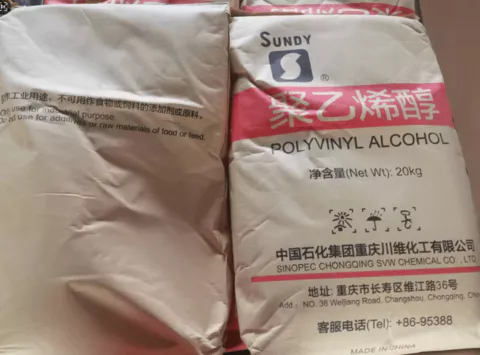 作工业用途，不可用作食物或饲料的添加剂或原料。
use for industrial purpose.
not use for additives or raw materials of food or feed.
SUNDY
S
®
聚乙烯醇
POLYVINYL ALCOHOL
净含量(Net Wt): 20kg
中国石化集团重庆川维化工有限公司
SINOPEC CHONGQING SVW CHEMICAL CO., LTD
地址: 重庆市长寿区维江路36号
Add: NO. 36 Weijiang Road, Changshou, Chongqing, Chin
客服电话(Tel): +86-95388
MADE IN CHINA